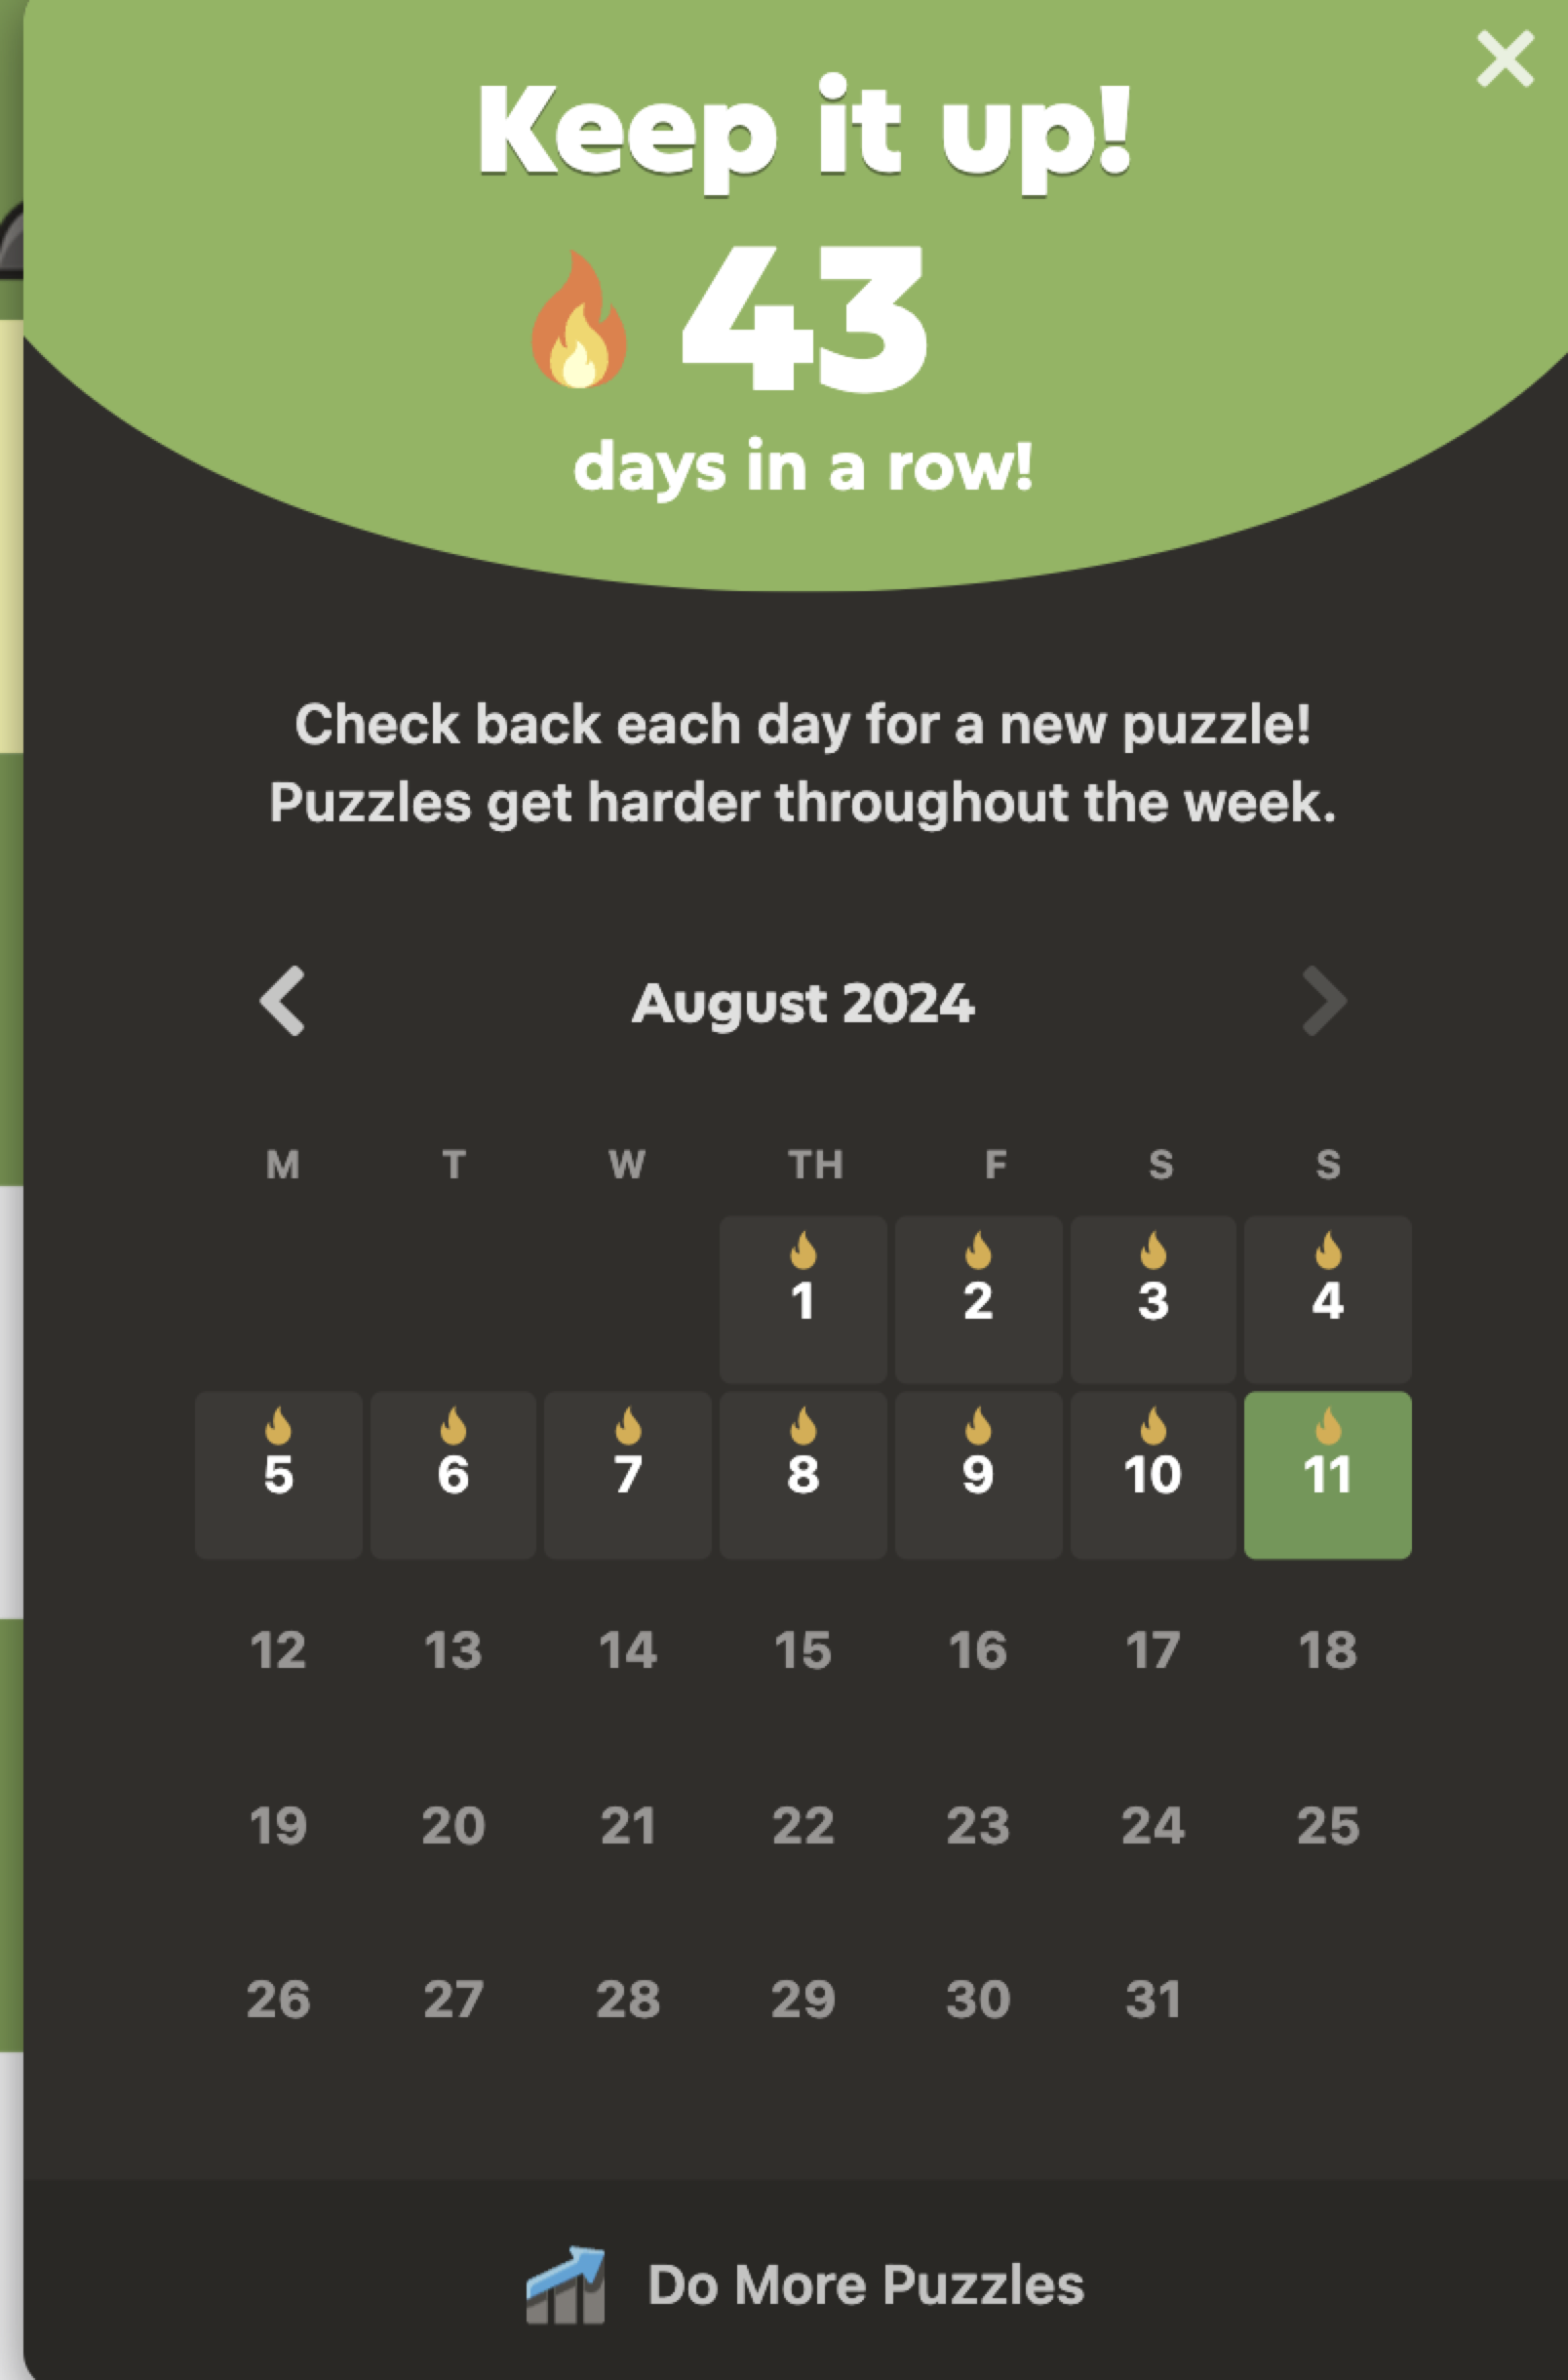 Keep it up!
43
days in a row!
Check back each day for a new puzzle!
Puzzles get harder throughout the week.
August 2024
M T W TH F S S
1 2 3 4
5 6 7 8 9 10 11
12 13 14 15 16 17 18
19 20 21 22 23 24 25
26 27 28 29 30 31
Do More Puzzles